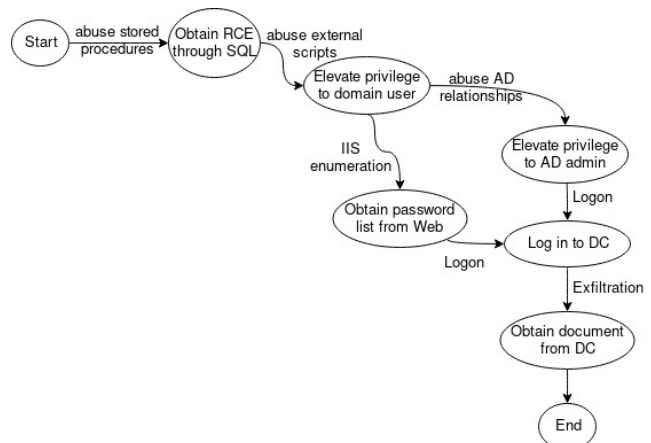 Start
abuse stored
procedures
Obtain RCE
through SQL
abuse external
scripts
Elevate privilege
to domain user
abuse AD
relationships
Elevate privilege
to AD admin
IIS
enumeration
Obtain password
list from Web
Logon
Logon
Log in to DC
Exfiltration
Obtain document
from DC
End